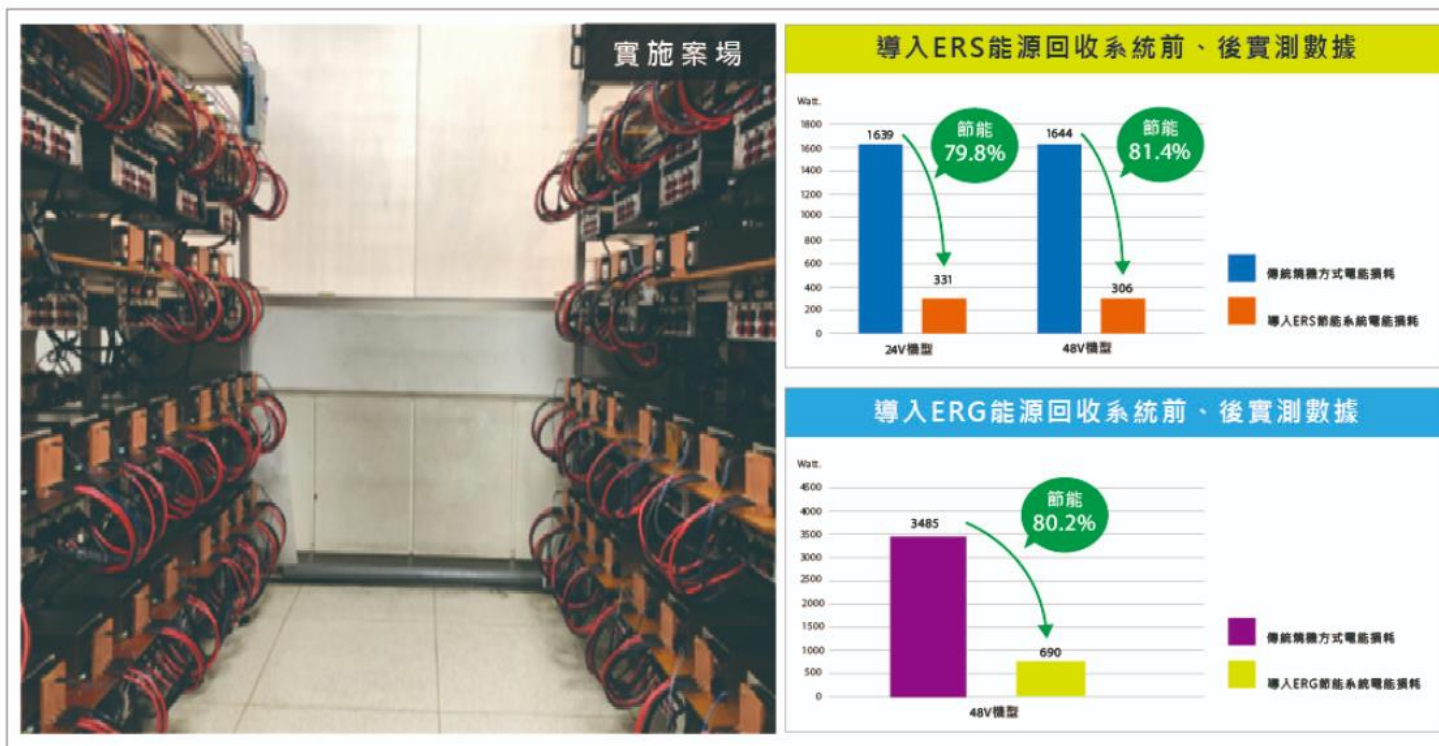 實施案場
導入ERS能源回收系統前、後實測數據
Watt.
1800
1600
1400
1200
1000
800
600
400
200
0
1639
節能
79.8%
331
1644
節能
81.4%
306
24V機型
48V機型
傳統燒機方式電能損耗
導入ERS節能系統電能損耗
導入ERG能源回收系統前、後實測數據
Watt.
4500
4000
3500
3000
2500
2000
1500
1000
500
0
3485
節能
80.2%
690
48V機型
傳統燒機方式電能損耗
導入ERG節能系統電能損耗